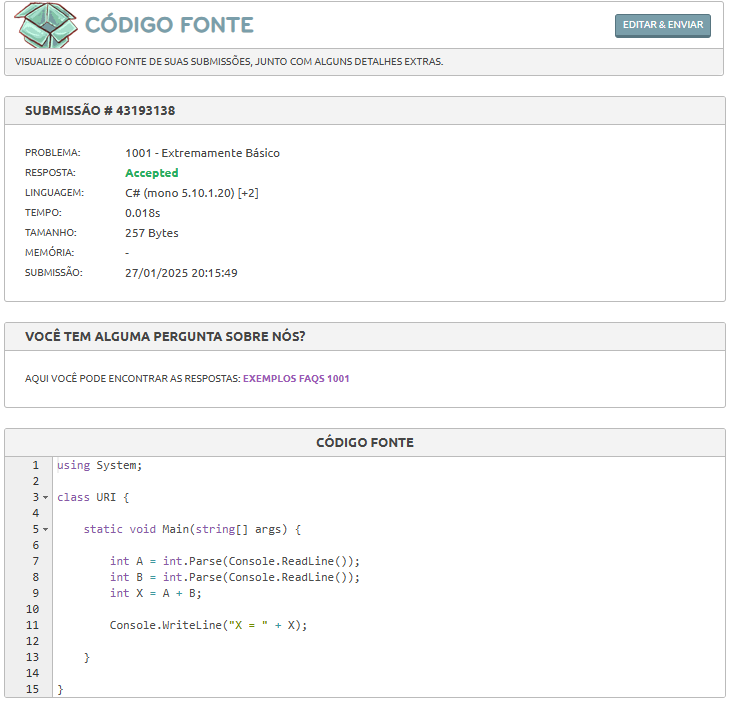 CÓDIGO FONTE
EDITAR & ENVIAR
VISUALIZE O CÓDIGO FONTE DE SUAS SUBMISSÕES, JUNTO COM ALGUNS DETALHES EXTRAS.
SUBMISSÃO # 43193138
PROBLEMA: 1001 - Extremamente Básico
RESPOSTA: Accepted
LINGUAGEM: C# (mono 5.10.1.20) [+2]
TEMPO: 0.018s
TAMANHO: 257 Bytes
MEMÓRIA: -
SUBMISSÃO: 27/01/2025 20:15:49
VOCÊ TEM ALGUMA PERGUNTA SOBRE NÓS?
AQUI VOCÊ PODE ENCONTRAR AS RESPOSTAS: EXEMPLOS FAQS 1001
CÓDIGO FONTE
1 using System;
2
3 class URI {
4
5     static void Main(string[] args) {
6
7         int A = int.Parse(Console.ReadLine());
8         int B = int.Parse(Console.ReadLine());
9         int X = A + B;
10
11         Console.WriteLine("X = " + X);
12
13     }
14
15 }